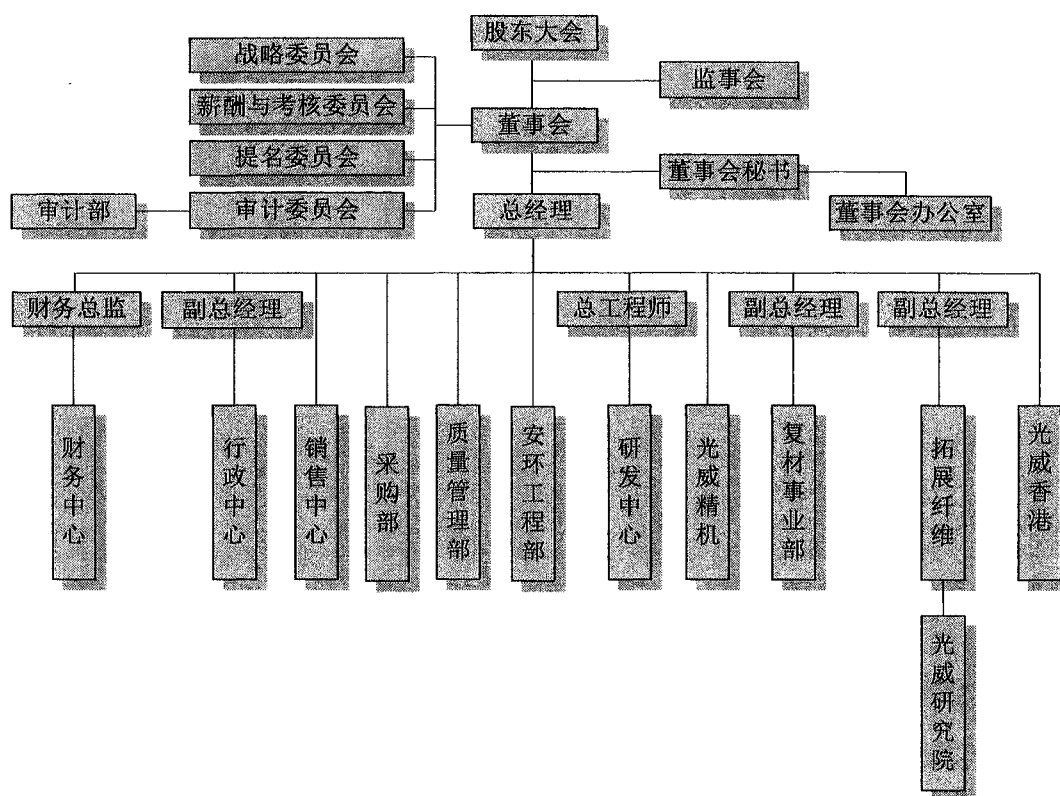 股东大会
战略委员会
监事会
薪酬与考核委员会
董事会
提名委员会
董事会秘书
审计部
审计委员会
总经理
董事会办公室
财务总监
副总经理
总工程师
副总经理
副总经理
财务中心
行政中心
销售中心
采购部
质量管理部
安环工程部
研发中心
光威精机
复材事业部
拓展纤维
光威香港
光威研究院